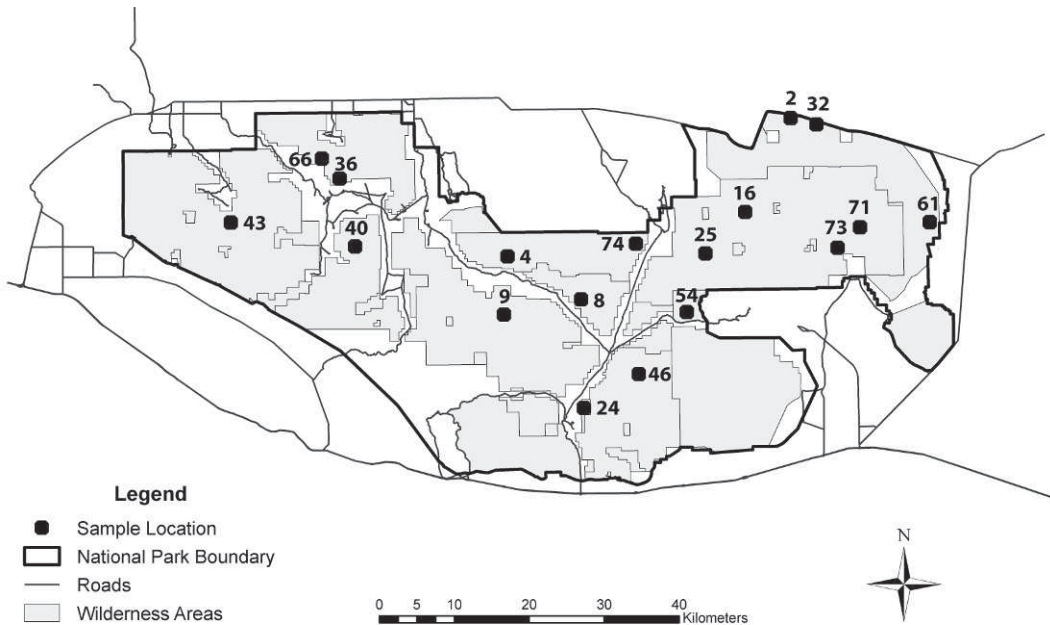 2 32
66 36
16
61
43
40
71
74
25
73
4
8
9
54
46
24
Legend
Sample Location
National Park Boundary
Roads
Wilderness Areas
N
0 5 10 20 30 40
Kilometers